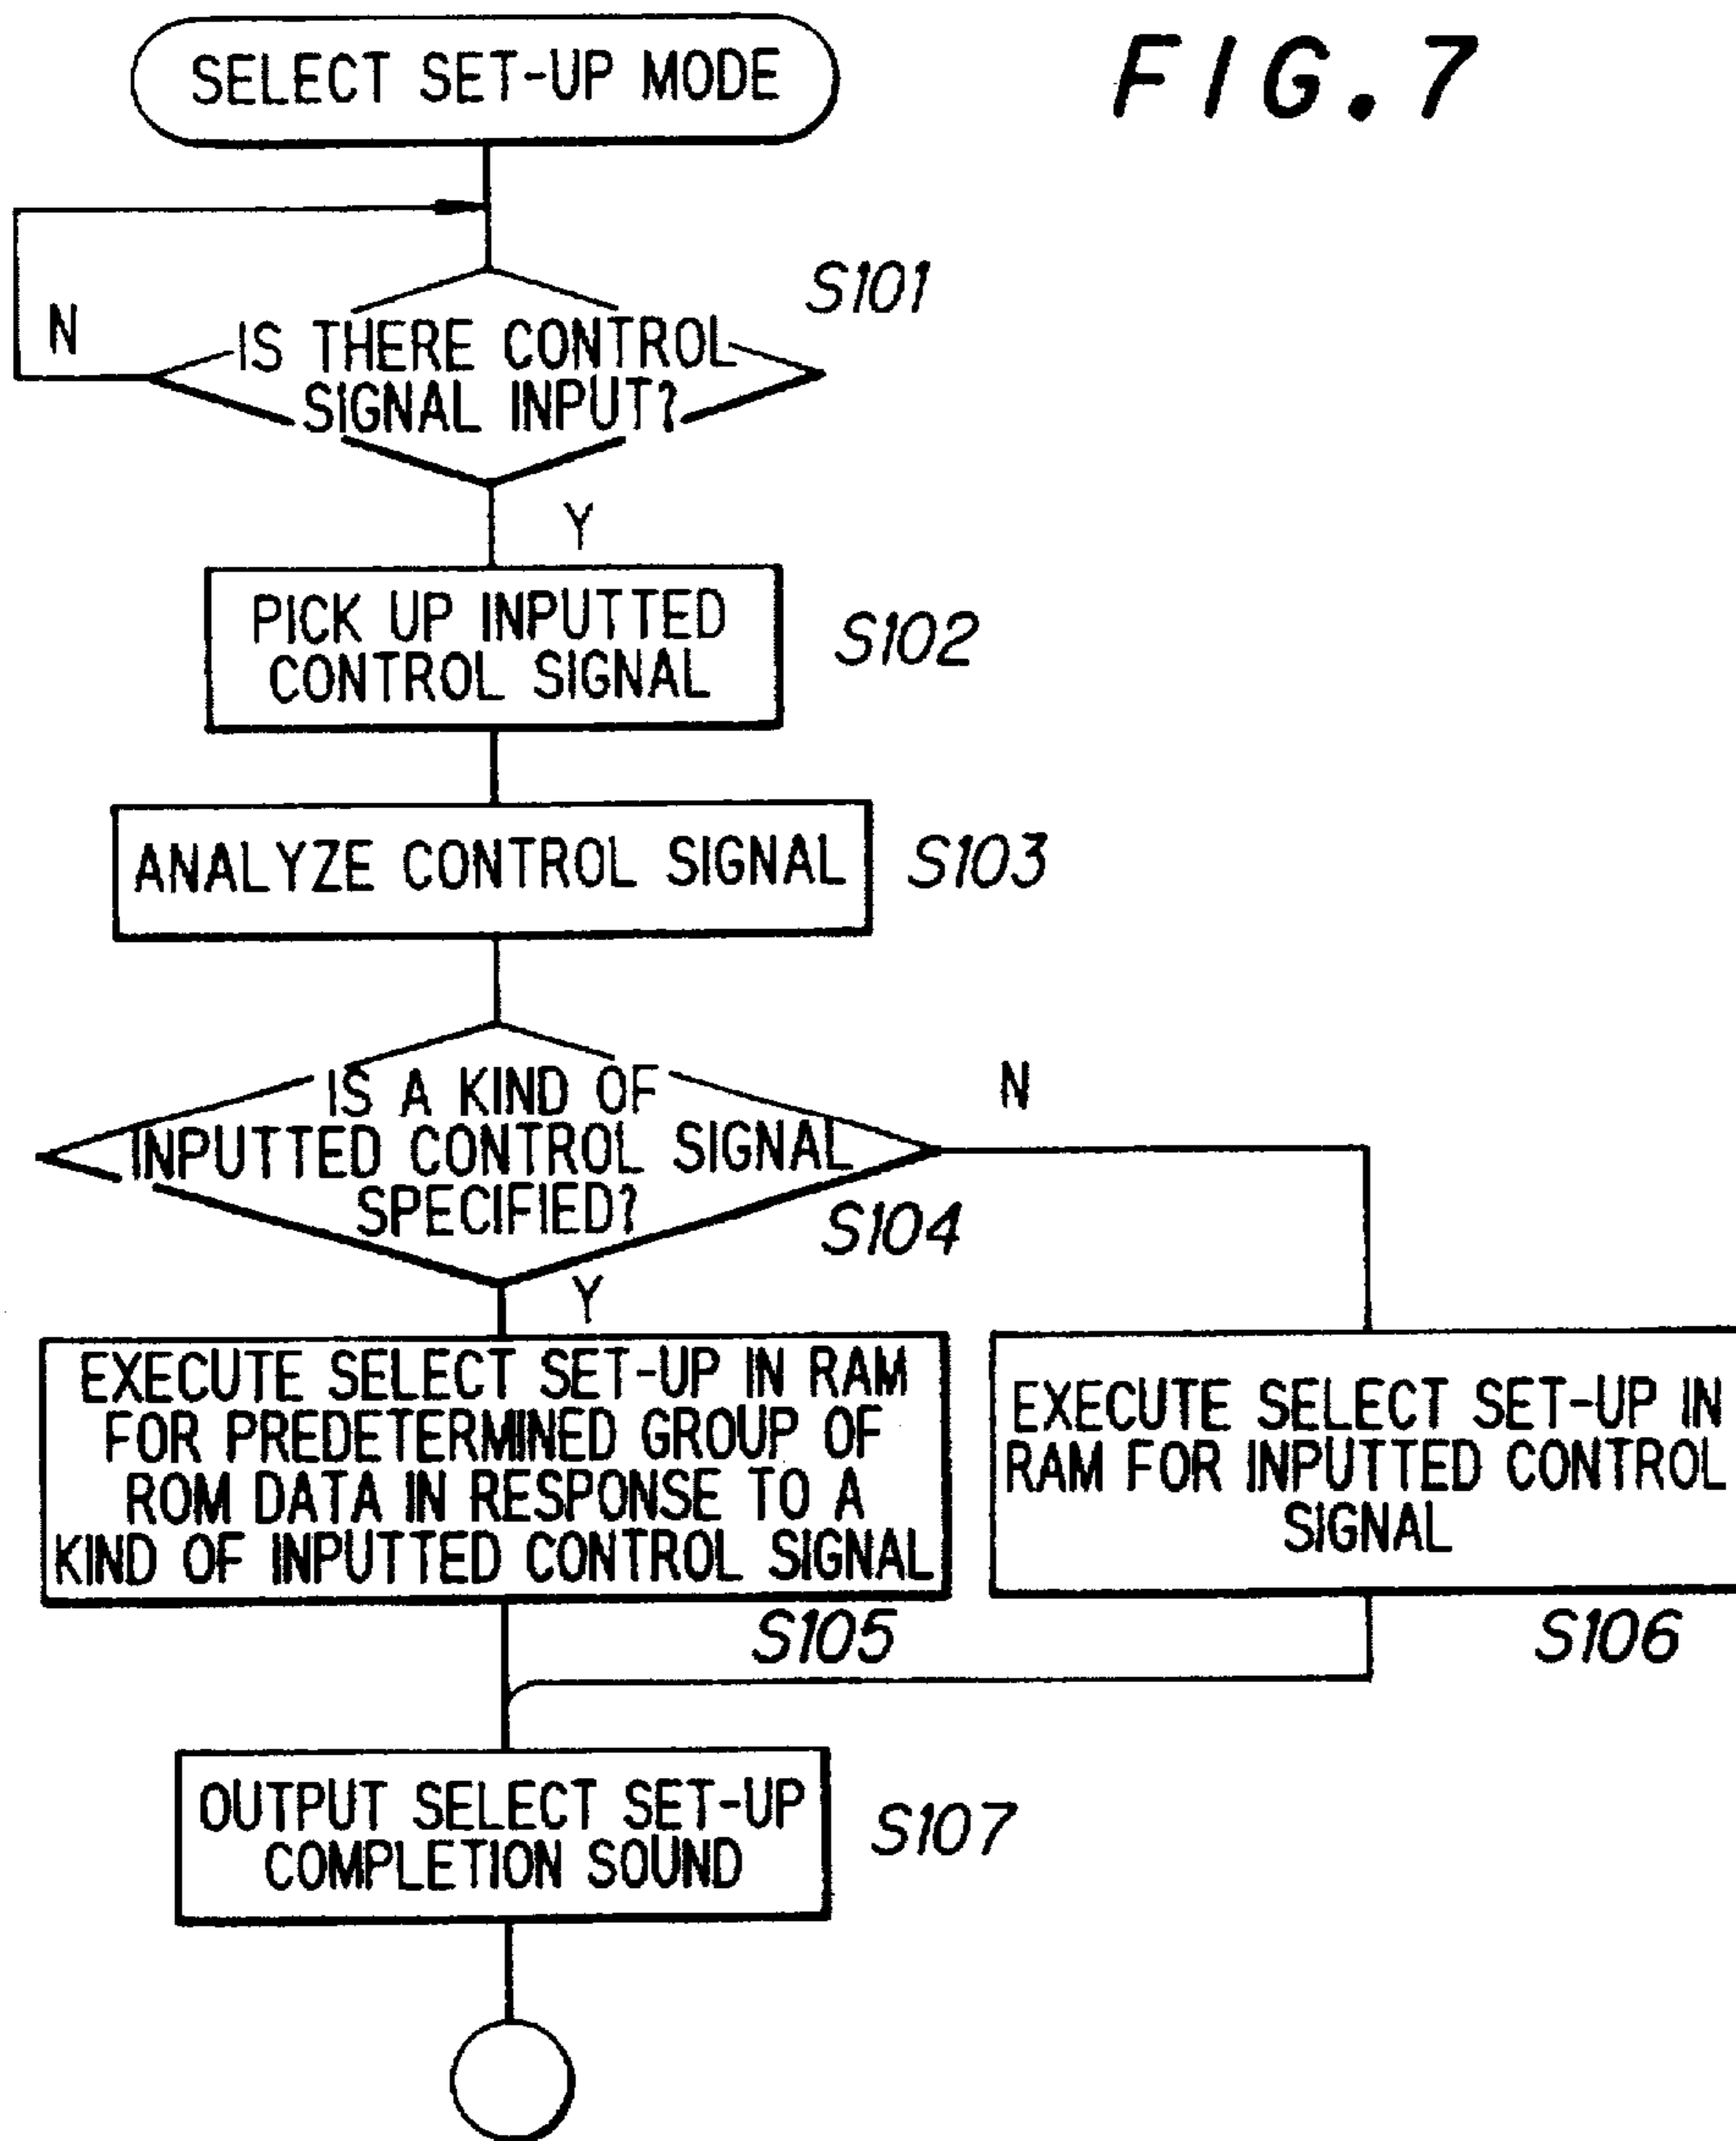 FIG.7
SELECT SET-UP MODE
S101
N
IS THERE CONTROL
SIGNAL INPUT?
Y
PICK UP INPUTTED
CONTROL SIGNAL
S102
ANALYZE CONTROL SIGNAL
S103
IS A KIND OF
INPUTTED CONTROL SIGNAL
SPECIFIED?
N
S104
Y
EXECUTE SELECT SET-UP IN RAM
FOR PREDETERMINED GROUP OF
ROM DATA IN RESPONSE TO A
KIND OF INPUTTED CONTROL SIGNAL
S105
EXECUTE SELECT SET-UP IN
RAM FOR INPUTTED CONTROL
SIGNAL
S106
OUTPUT SELECT SET-UP
COMPLETION SOUND
S107